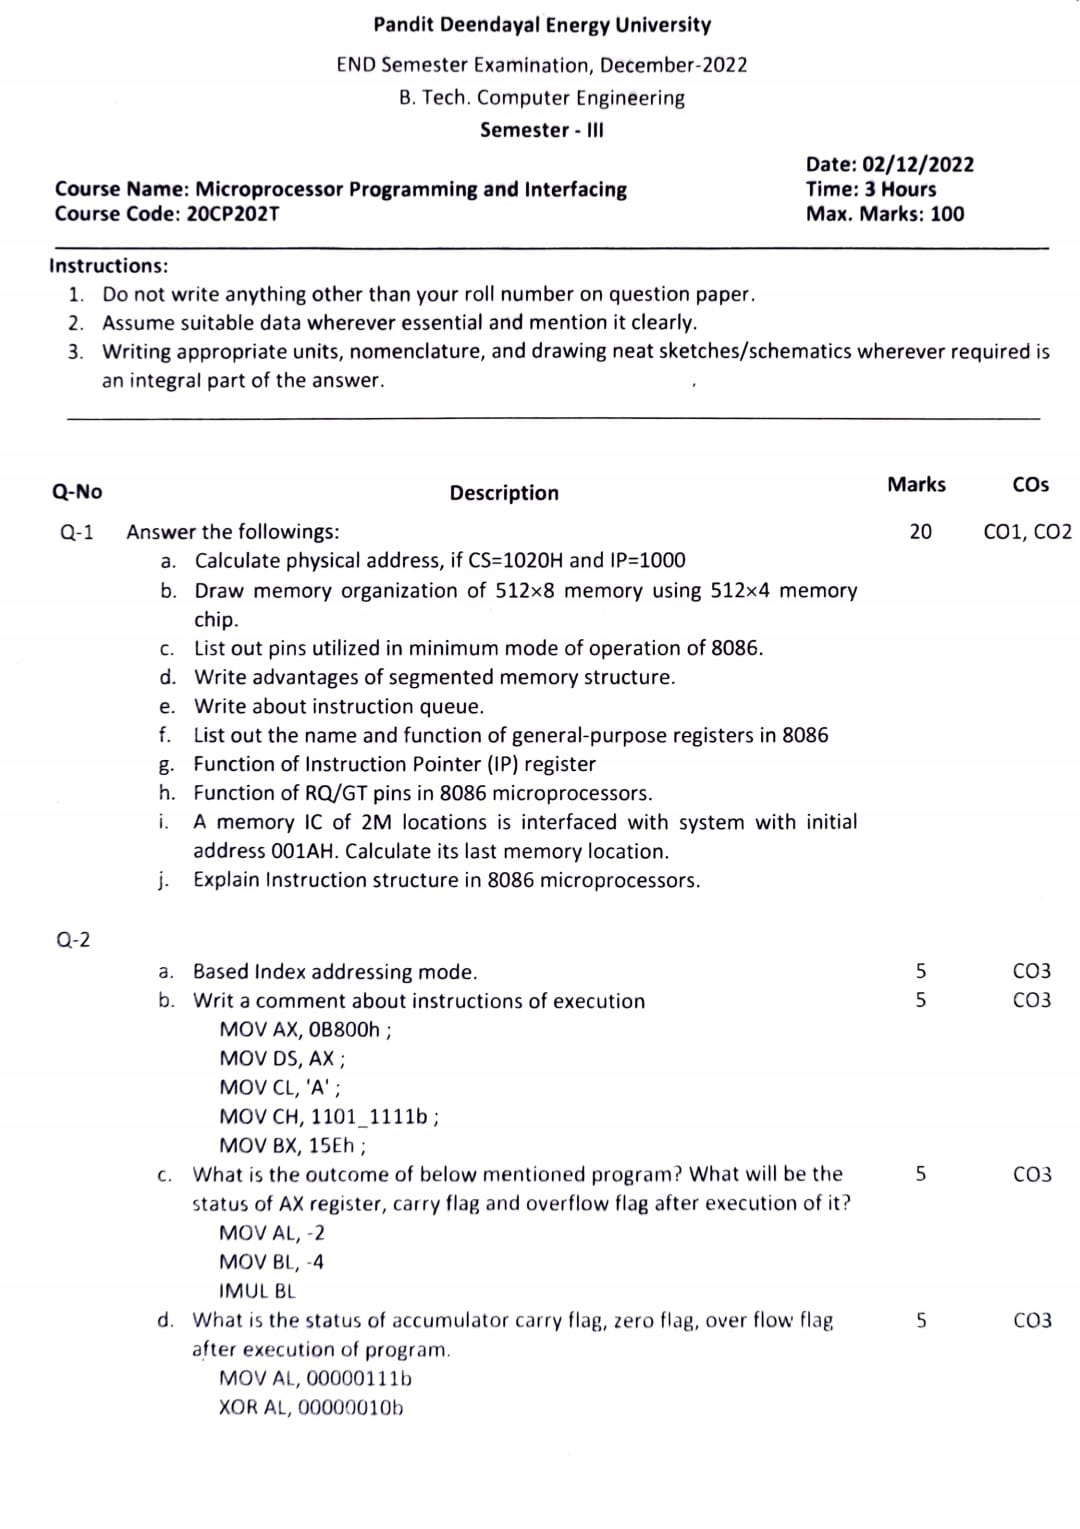 Pandit Deendayal Energy University
END Semester Examination, December-2022
B. Tech. Computer Engineering
Semester - III
Date: 02/12/2022
Course Name: Microprocessor Programming and Interfacing Time: 3 Hours
Course Code: 20CP202T Max. Marks: 100
Instructions:
1. Do not write anything other than your roll number on question paper.
2. Assume suitable data wherever essential and mention it clearly.
3. Writing appropriate units, nomenclature, and drawing neat sketches/schematics wherever required is
an integral part of the answer.
Q-No Description Marks COs
Q-1 Answer the followings: 20 CO1, CO2
a. Calculate physical address, if CS=1020H and IP=1000
b. Draw memory organization of 512×8 memory using 512×4 memory
chip.
c. List out pins utilized in minimum mode of operation of 8086.
d. Write advantages of segmented memory structure.
e. Write about instruction queue.
f. List out the name and function of general-purpose registers in 8086
g. Function of Instruction Pointer (IP) register
h. Function of RQ/GT pins in 8086 microprocessors.
i. A memory IC of 2M locations is interfaced with system with initial
address 001AH. Calculate its last memory location.
j. Explain Instruction structure in 8086 microprocessors.
Q-2
a. Based Index addressing mode. 5 CO3
b. Writ a comment about instructions of execution 5 CO3
MOV AX, 0B800h ;
MOV DS, AX ;
MOV CL, 'A' ;
MOV CH, 1101_1111b ;
MOV BX, 15Eh ;
c. What is the outcome of below mentioned program? What will be the 5 CO3
status of AX register, carry flag and overflow flag after execution of it?
MOV AL, -2
MOV BL, -4
IMUL BL
d. What is the status of accumulator carry flag, zero flag, over flow flag 5 CO3
after execution of program.
MOV AL, 00000111b
XOR AL, 00000010b